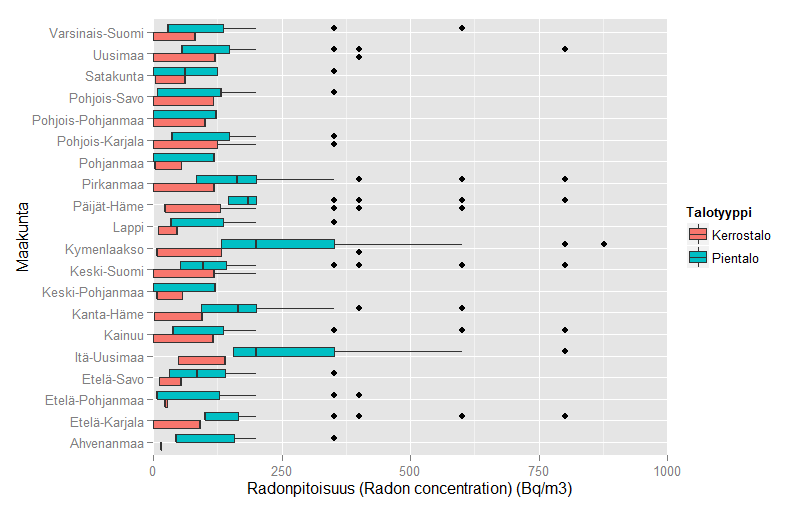 Varsinais-Suomi
Uusimaa
Satakunta
Pohjois-Savo
Pohjois-Pohjanmaa
Pohjois-Karjala
Pohjanmaa
Pirkanmaa
Päijät-Häme
Lappi
Kymenlaakso
Keski-Suomi
Keski-Pohjanmaa
Kanta-Häme
Kainuu
Itä-Uusimaa
Etelä-Savo
Etelä-Pohjanmaa
Etelä-Karjala
Ahvenanmaa
Maakunta
0 250 500 750 1000
Radonpitoisuus (Radon concentration) (Bq/m3)
Talotyyppi
Kerrostalo
Pientalo